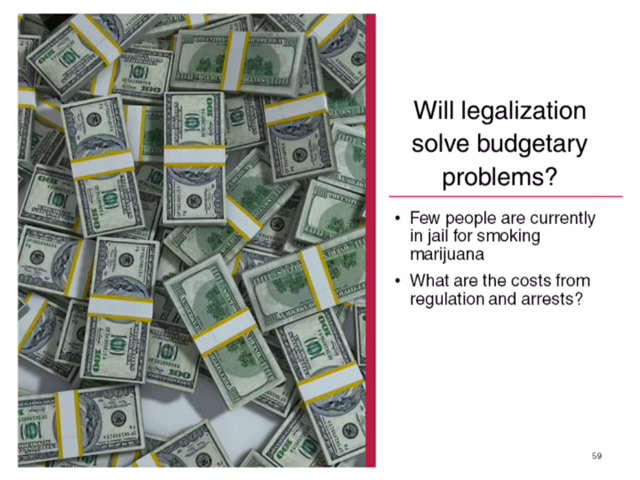 Will legalization
solve budgetary
problems?
• Few people are currently
in jail for smoking
marijuana
• What are the costs from
regulation and arrests?
59